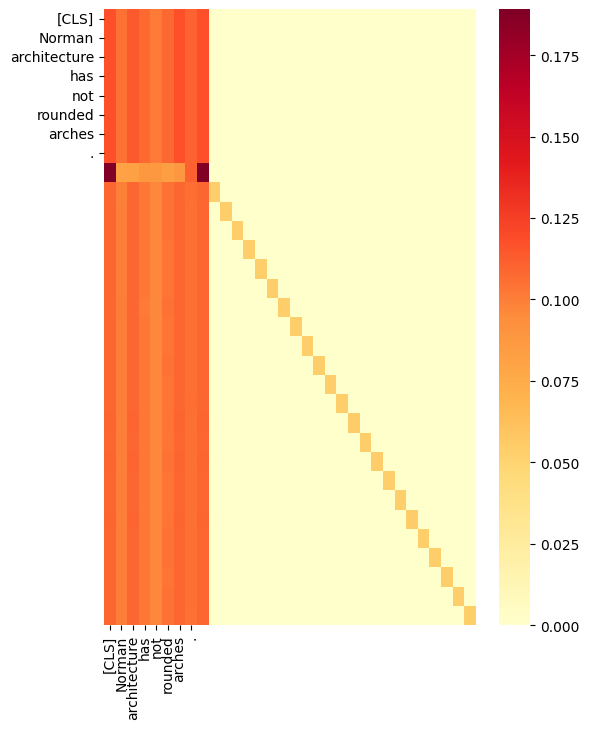 [CLS]
Norman
architecture
has
not
rounded
arches
.
[CLS]
Norman
architecture
has
not
rounded
arches
.
0.175
0.150
0.125
0.100
0.075
0.050
0.025
0.000